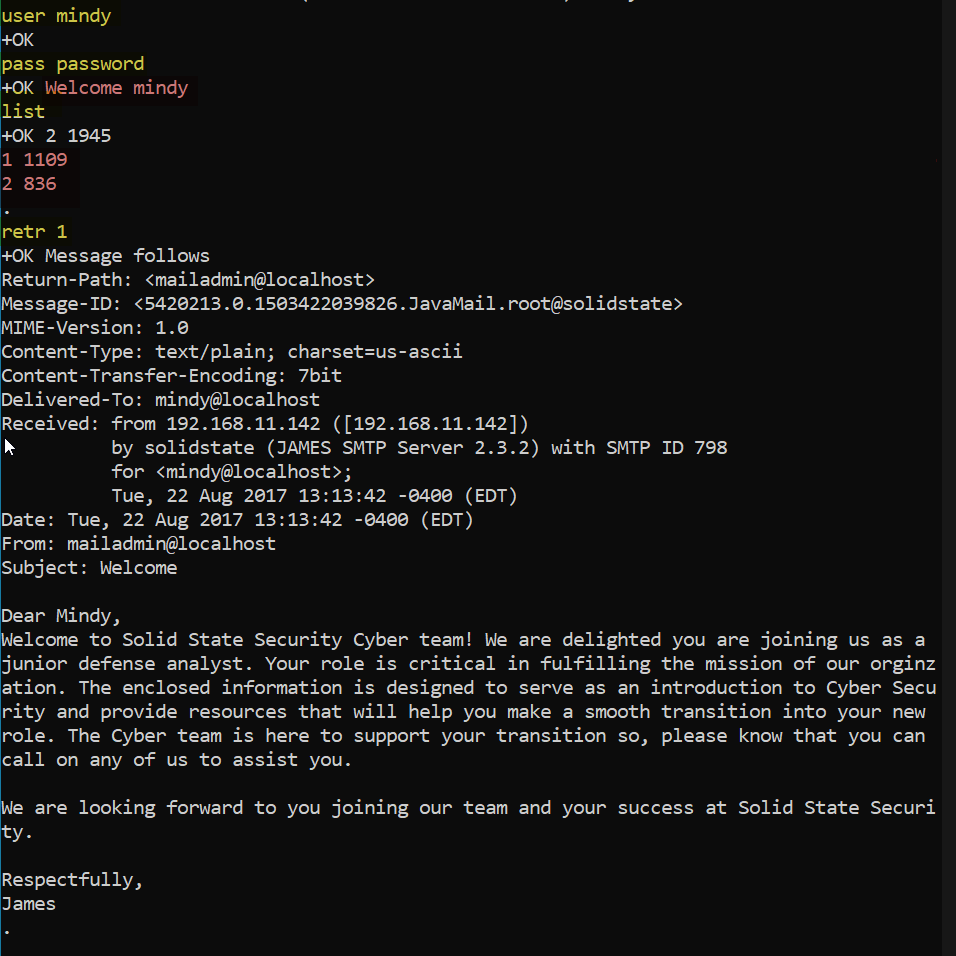 user mindy
+OK
pass password
+OK Welcome mindy
list
+OK 2 1945
1 1109
2 836
.
retr 1
+OK Message follows
Return-Path: <mailadmin@localhost>
Message-ID: <5420213.0.1503422039826.JavaMail.root@solidstate>
MIME-Version: 1.0
Content-Type: text/plain; charset=us-ascii
Content-Transfer-Encoding: 7bit
Delivered-To: mindy@localhost
Received: from 192.168.11.142 ([192.168.11.142])
          by solidstate (JAMES SMTP Server 2.3.2) with SMTP ID 798
          for <mindy@localhost>;
          Tue, 22 Aug 2017 13:13:42 -0400 (EDT)
Date: Tue, 22 Aug 2017 13:13:42 -0400 (EDT)
From: mailadmin@localhost
Subject: Welcome

Dear Mindy,
Welcome to Solid State Security Cyber team! We are delighted you are joining us as a
junior defense analyst. Your role is critical in fulfilling the mission of our orginz
ation. The enclosed information is designed to serve as an introduction to Cyber Secu
rity and provide resources that will help you make a smooth transition into your new
role. The Cyber team is here to support your transition so, please know that you can
call on any of us to assist you.

We are looking forward to you joining our team and your success at Solid State Securi
ty.

Respectfully,
James
.